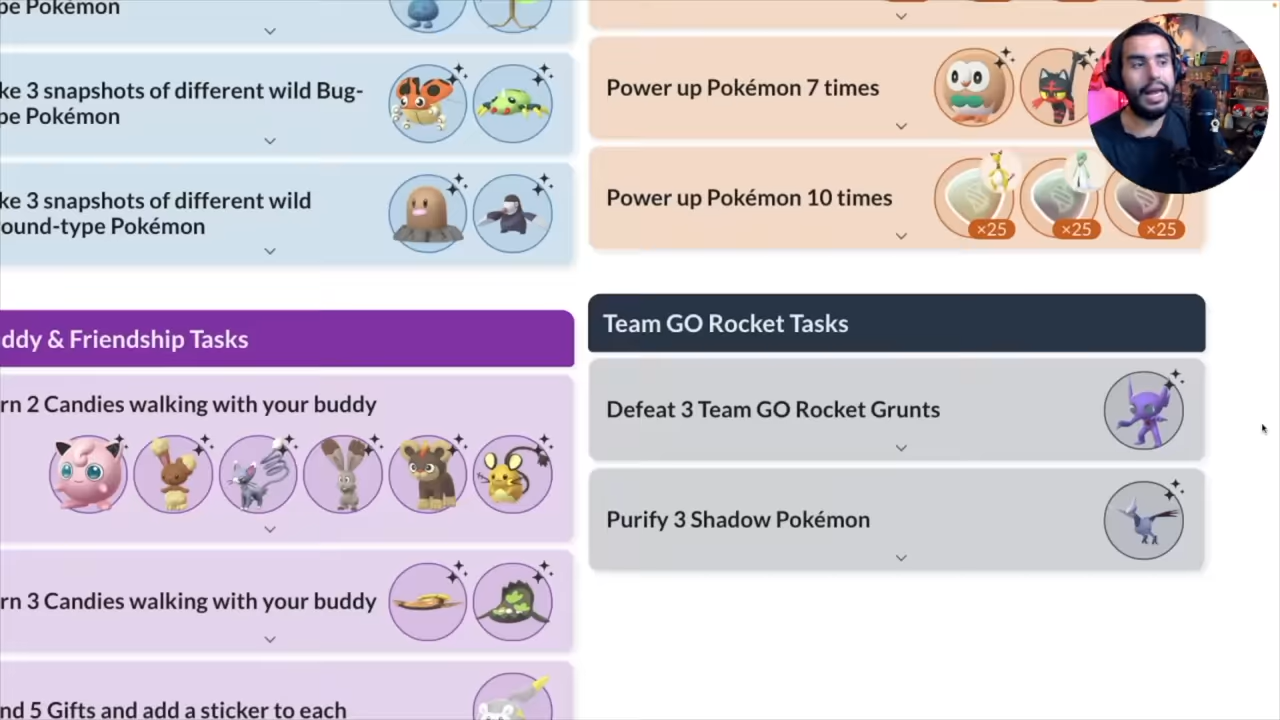 pe Pokémon
ke 3 snapshots of different wild Bug-
pe Pokémon
ke 3 snapshots of different wild
ound-type Pokémon
Power up Pokémon 7 times
Power up Pokémon 10 times
×25 ×25 ×25
ddy & Friendship Tasks
rn 2 Candies walking with your buddy
rn 3 Candies walking with your buddy
nd 5 Gifts and add a sticker to each
Team GO Rocket Tasks
Defeat 3 Team GO Rocket Grunts
Purify 3 Shadow Pokémon